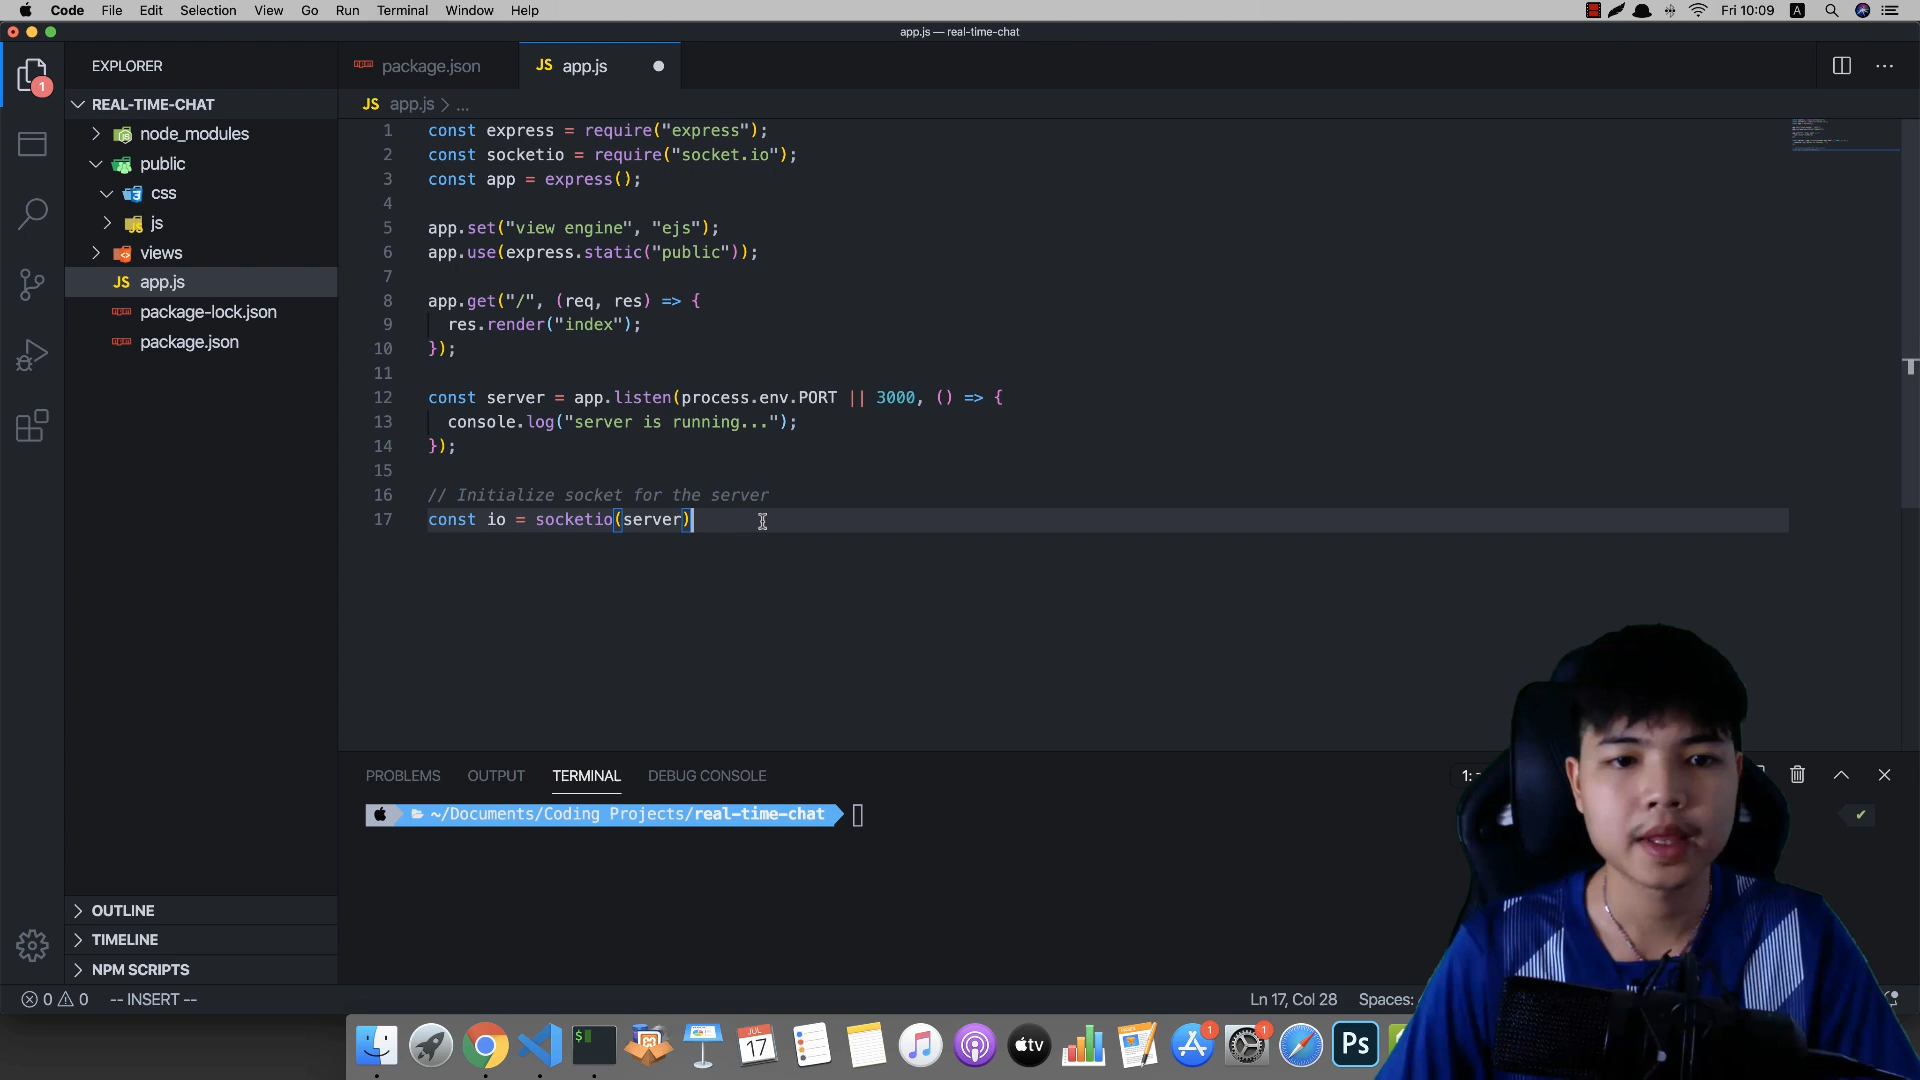 Code File Edit Selection View Go Run Terminal Window Help
Fri 10:09
app.js — real-time-chat
EXPLORER
package.json
JS app.js
REAL-TIME-CHAT
JS app.js > ...
node_modules
public
css
js
views
JS app.js
package-lock.json
package.json
1 const express = require("express");
2 const socketio = require("socket.io");
3 const app = express();
4
5 app.set("view engine", "ejs");
6 app.use(express.static("public"));
7
8 app.get("/", (req, res) => {
9 res.render("index");
10 });
11
12 const server = app.listen(process.env.PORT || 3000, () => {
13 console.log("server is running...");
14 });
15
16 // Initialize socket for the server
17 const io = socketio(server)
PROBLEMS OUTPUT TERMINAL DEBUG CONSOLE
1:
~/Documents/Coding Projects/real-time-chat
OUTLINE
TIMELINE
NPM SCRIPTS
0 0 -- INSERT --
Ln 17, Col 28 Spaces:
JUL
17
tv
Ps
1
1
1